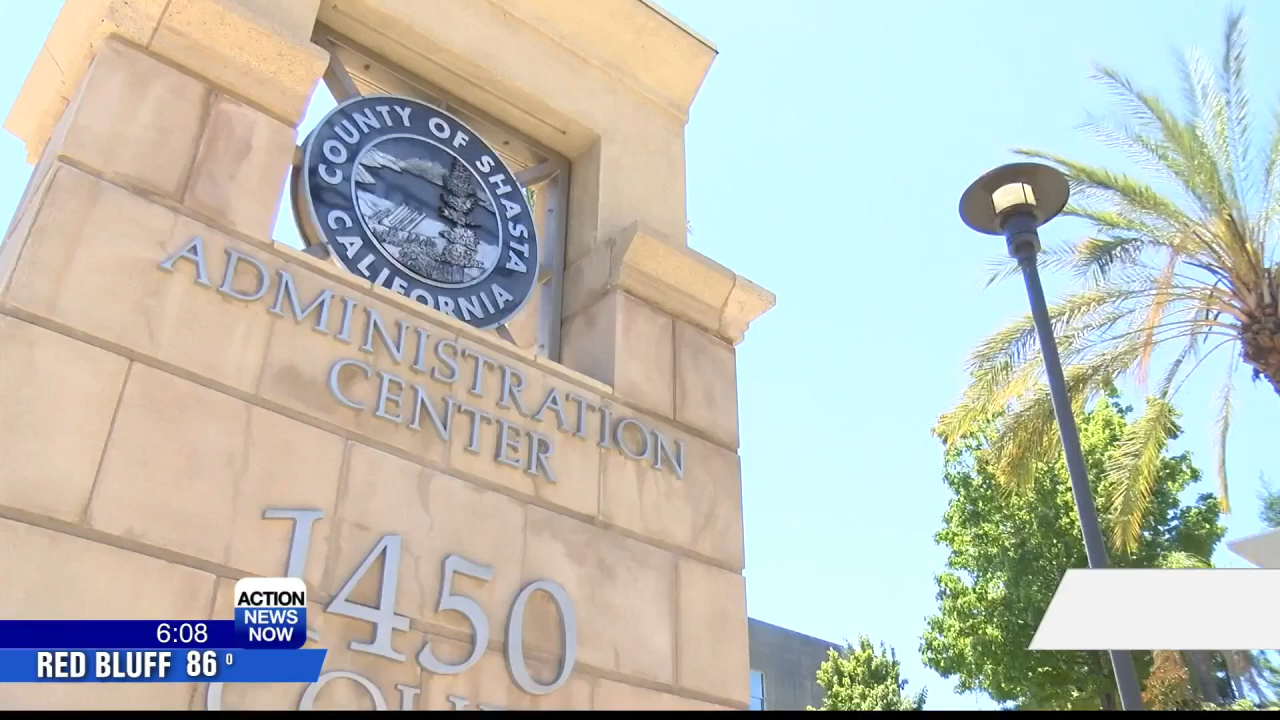 COUNTY OF SHASTA
CALIFORNIA
ADMINISTRATION
CENTER
1450
ACTION
NEWS
NOW
6:08
RED BLUFF 86°